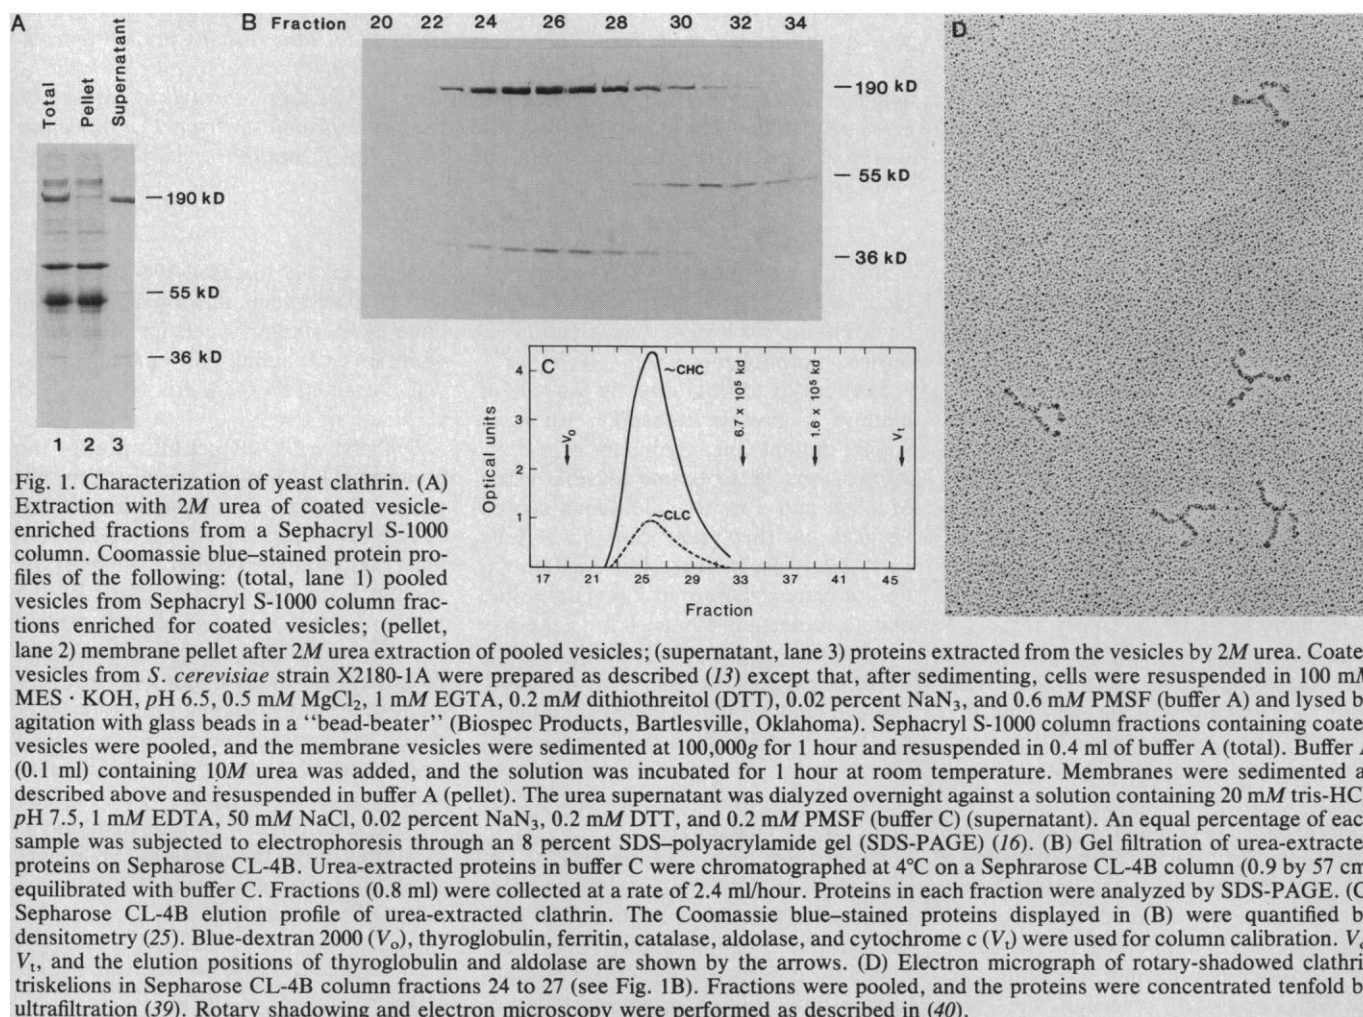 A
Total
Pellet
Supernatant
190 kD
55 kD
36 kD
1 2 3
B Fraction 20 22 24 26 28 30 32 34
190 kD
55 kD
36 kD
C
Optical units
4
3
2
1
~CHC
~CLC
Vo
6.7 x 10⁵ kd
1.6 x 10⁵ kd
Vt
17 21 25 29 33 37 41 45
Fraction
D
Fig. 1. Characterization of yeast clathrin. (A)
Extraction with 2M urea of coated vesicle-
enriched fractions from a Sephacryl S-1000
column. Coomassie blue–stained protein pro-
files of the following: (total, lane 1) pooled
vesicles from Sephacryl S-1000 column frac-
tions enriched for coated vesicles; (pellet,
lane 2) membrane pellet after 2M urea extraction of pooled vesicles; (supernatant, lane 3) proteins extracted from the vesicles by 2M urea. Coate
vesicles from S. cerevisiae strain X2180-1A were prepared as described (13) except that, after sedimenting, cells were resuspended in 100 m
MES · KOH, pH 6.5, 0.5 mM MgCl₂, 1 mM EGTA, 0.2 mM dithiothreitol (DTT), 0.02 percent NaN₃, and 0.6 mM PMSF (buffer A) and lysed b
agitation with glass beads in a "bead-beater" (Biospec Products, Bartlesville, Oklahoma). Sephacryl S-1000 column fractions containing coate
vesicles were pooled, and the membrane vesicles were sedimented at 100,000g for 1 hour and resuspended in 0.4 ml of buffer A (total). Buffer A
(0.1 ml) containing 10M urea was added, and the solution was incubated for 1 hour at room temperature. Membranes were sedimented a
described above and resuspended in buffer A (pellet). The urea supernatant was dialyzed overnight against a solution containing 20 mM tris-HC
pH 7.5, 1 mM EDTA, 50 mM NaCl, 0.02 percent NaN₃, 0.2 mM DTT, and 0.2 mM PMSF (buffer C) (supernatant). An equal percentage of eac
sample was subjected to electrophoresis through an 8 percent SDS–polyacrylamide gel (SDS-PAGE) (16). (B) Gel filtration of urea-extracte
proteins on Sepharose CL-4B. Urea-extracted proteins in buffer C were chromatographed at 4°C on a Sephrarose CL-4B column (0.9 by 57 cm
equilibrated with buffer C. Fractions (0.8 ml) were collected at a rate of 2.4 ml/hour. Proteins in each fraction were analyzed by SDS-PAGE. (C
Sepharose CL-4B elution profile of urea-extracted clathrin. The Coomassie blue–stained proteins displayed in (B) were quantified b
densitometry (25). Blue-dextran 2000 (Vo), thyroglobulin, ferritin, catalase, aldolase, and cytochrome c (Vt) were used for column calibration. Vo
Vt, and the elution positions of thyroglobulin and aldolase are shown by the arrows. (D) Electron micrograph of rotary-shadowed clathri
triskelions in Sepharose CL-4B column fractions 24 to 27 (see Fig. 1B). Fractions were pooled, and the proteins were concentrated tenfold b
ultrafiltration (39). Rotary shadowing and electron microscopy were performed as described in (40).